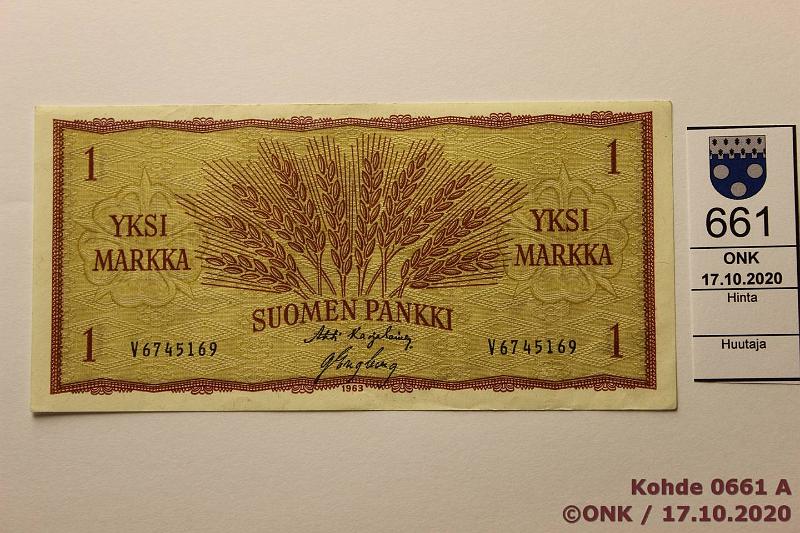 1 1
YKSI
MARKKA
YKSI
MARKKA
SUOMEN PANKKI
1 V6745169 V6745169 1
1963
661
ONK
17.10.2020
Hinta
Huutaja
Kohde 0661 A
©ONK / 17.10.2020